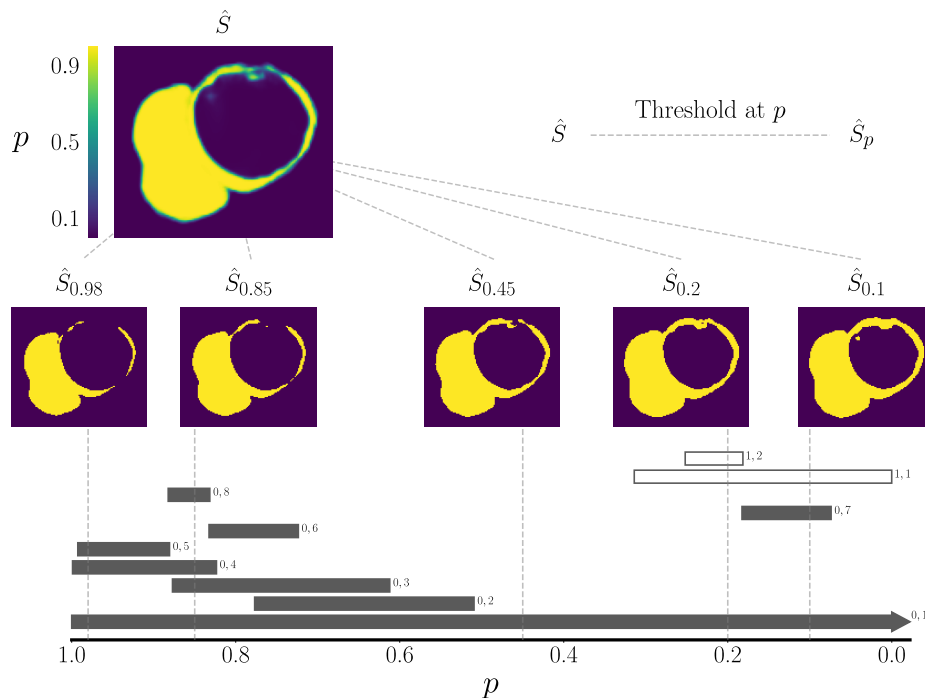 Ŝ
0.9
0.5
0.1
p
Threshold at p
Ŝ
Ŝ_p
Ŝ_0.98
Ŝ_0.85
Ŝ_0.45
Ŝ_0.2
Ŝ_0.1
1, 2
1, 1
0, 8
0, 7
0, 6
0, 5
0, 4
0, 3
0, 2
0, 1
1.0 0.8 0.6 0.4 0.2 0.0
p